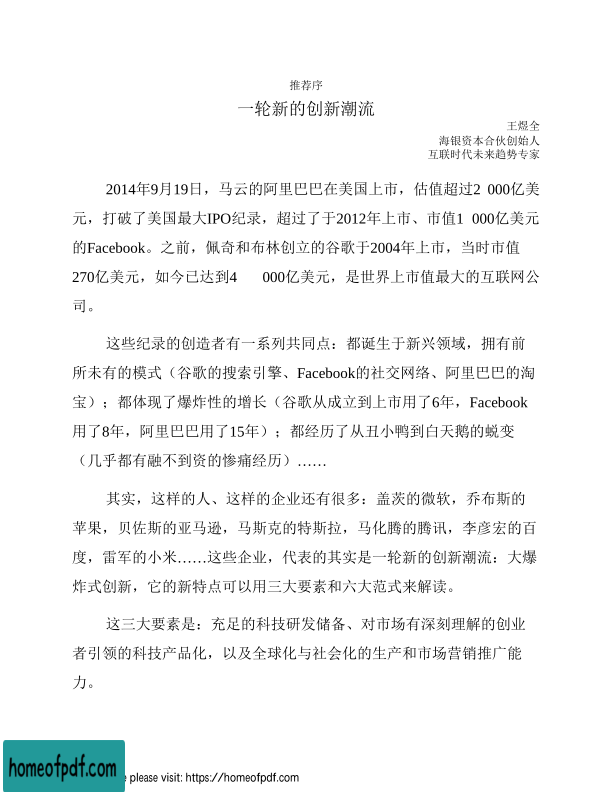 推荐序
一轮新的创新潮流
王煜全
海银资本合伙创始人
互联时代未来趋势专家
2014年9月19日，马云的阿里巴巴在美国上市，估值超过2 000亿美
元，打破了美国最大IPO纪录，超过了于2012年上市、市值1 000亿美元
的Facebook。之前，佩奇和布林创立的谷歌于2004年上市，当时市值
270亿美元，如今已达到4 000亿美元，是世界上市值最大的互联网公
司。
这些纪录的创造者有一系列共同点：都诞生于新兴领域，拥有前
所未有的模式（谷歌的搜索引擎、Facebook的社交网络、阿里巴巴的淘
宝）；都体现了爆炸性的增长（谷歌从成立到上市用了6年，Facebook
用了8年，阿里巴巴用了15年）；都经历了从丑小鸭到白天鹅的蜕变
（几乎都有融不到资的惨痛经历）……
其实，这样的人、这样的企业还有很多：盖茨的微软，乔布斯的
苹果，贝佐斯的亚马逊，马斯克的特斯拉，马化腾的腾讯，李彦宏的百
度，雷军的小米……这些企业，代表的其实是一轮新的创新潮流：大爆
炸式创新，它的新特点可以用三大要素和六大范式来解读。
这三大要素是：充足的科技研发储备、对市场有深刻理解的创业
者引领的科技产品化，以及全球化与社会化的生产和市场营销推广能
力。
homeofpdf.com
e please visit: https://homeofpdf.com